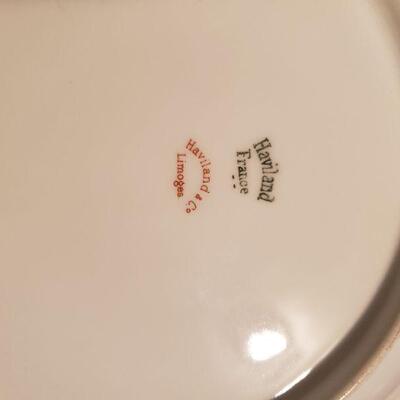 Haviland
France
Haviland & Co.
Limoges